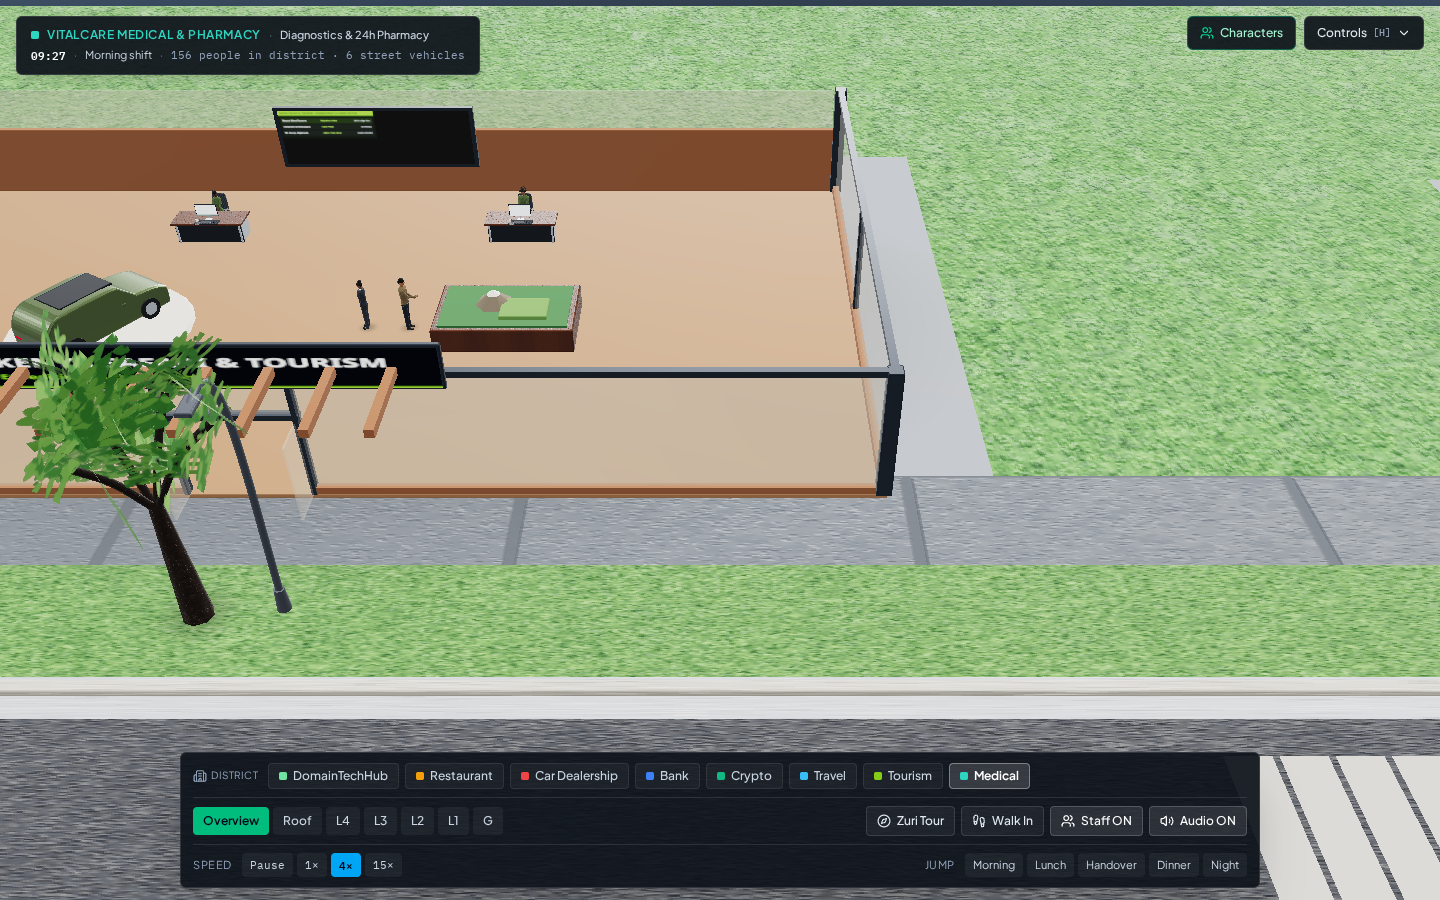 VITALCARE MEDICAL & PHARMACY · Diagnostics & 24h Pharmacy
09:27 · Morning shift · 156 people in district · 6 street vehicles
Characters
Controls [H]
& TOURISM
DISTRICT DomainTechHub Restaurant Car Dealership Bank Crypto Travel Tourism Medical
Overview Roof L4 L3 L2 L1 G Zuri Tour Walk In Staff ON Audio ON
SPEED Pause 1× 4× 15× JUMP Morning Lunch Handover Dinner Night